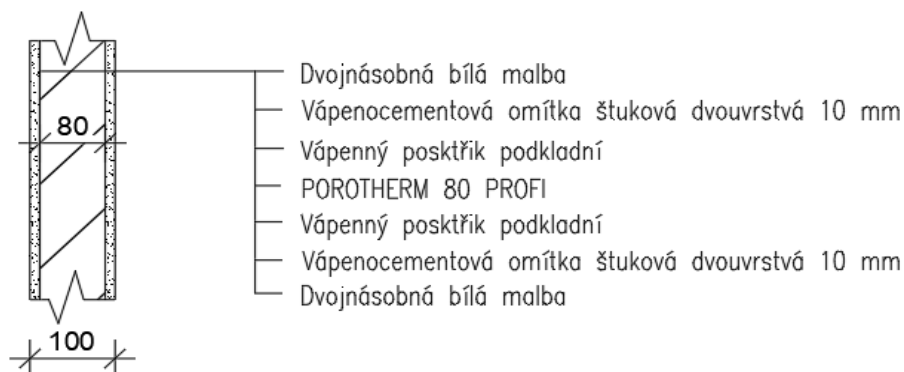 Dvojnásobná bílá malba
Vápenocementová omítka štuková dvouvrstvá 10 mm
80
Vápenný posktřik podkladní
POROTHERM 80 PROFI
Vápenný posktřik podkladní
Vápenocementová omítka štuková dvouvrstvá 10 mm
Dvojnásobná bílá malba
100